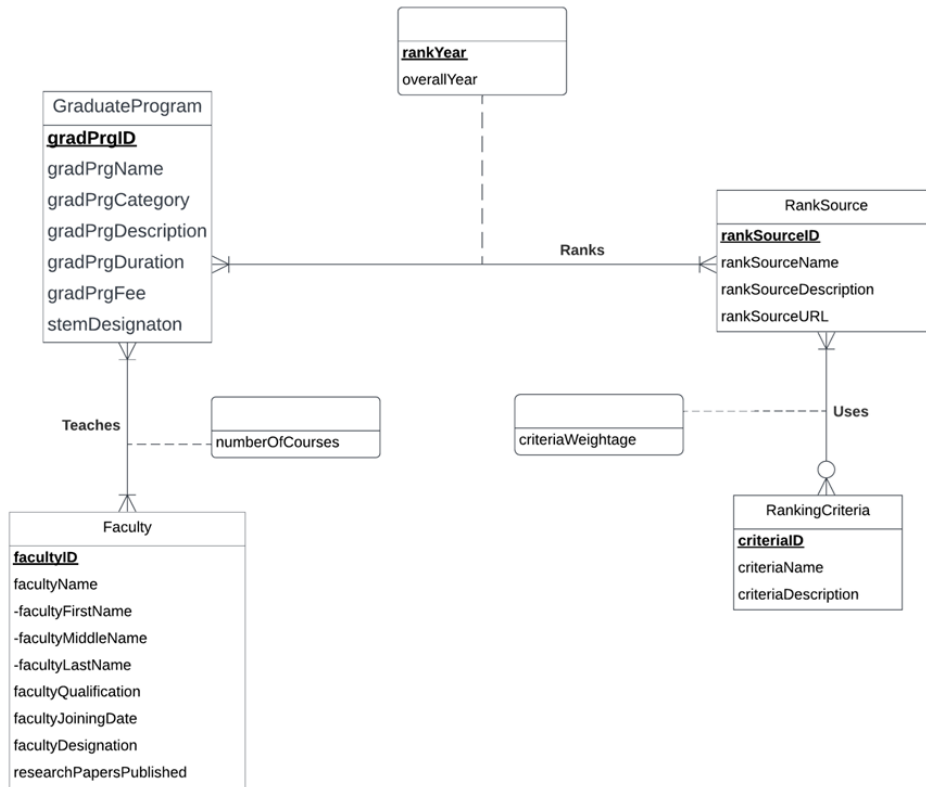 rankYear
overallYear
GraduateProgram
gradPrgID
gradPrgName
gradPrgCategory
gradPrgDescription
gradPrgDuration
gradPrgFee
stemDesignaton
Ranks
RankSource
rankSourceID
rankSourceName
rankSourceDescription
rankSourceURL
Teaches
numberOfCourses
criteriaWeightage
Uses
Faculty
facultyID
facultyName
-facultyFirstName
-facultyMiddleName
-facultyLastName
facultyQualification
facultyJoiningDate
facultyDesignation
researchPapersPublished
RankingCriteria
criteriaID
criteriaName
criteriaDescription